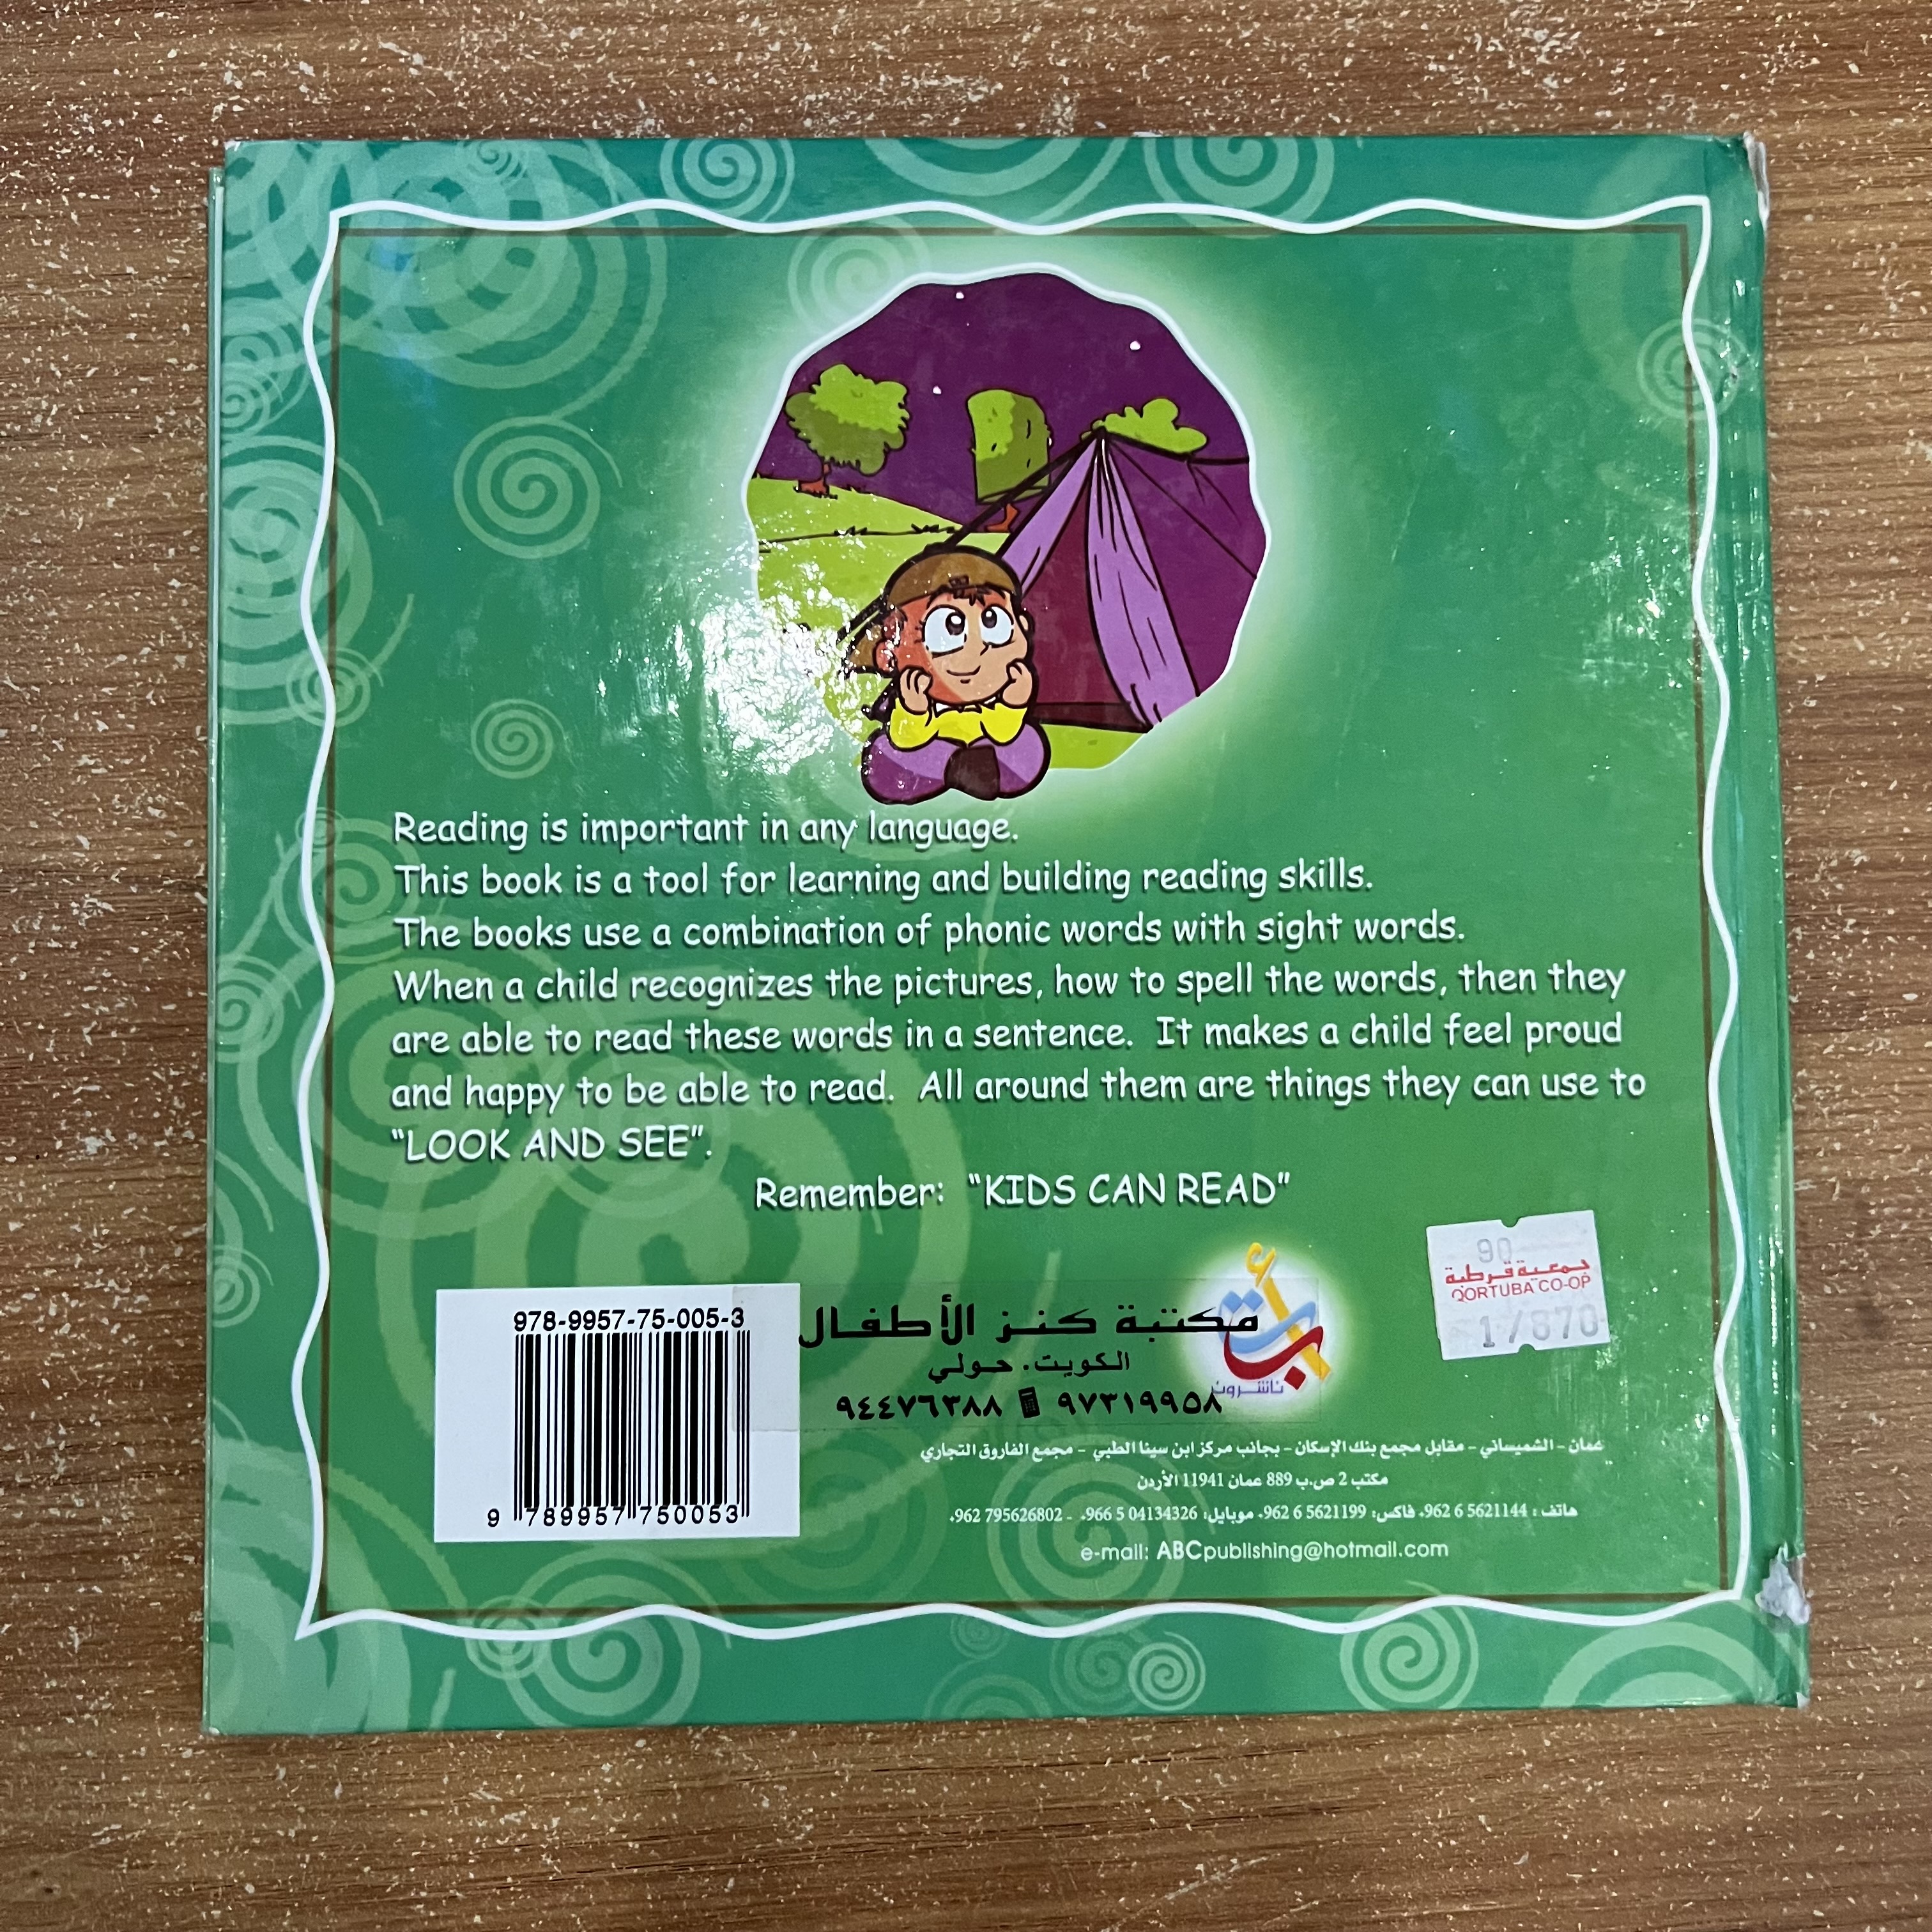 Reading is important in any language.
This book is a tool for learning and building reading skills.
The books use a combination of phonic words with sight words.
When a child recognizes the pictures, how to spell the words, then they
are able to read these words in a sentence. It makes a child feel proud
and happy to be able to read. All around them are things they can use to
“LOOK AND SEE”.
Remember: “KIDS CAN READ”
90
جمعية قرطبة
QORTUBA CO-OP
1/870
978-9957-75-005-3
9 789957 750053
مكتبة كنز الأطفال
الكويت . حولي
٩٧٣١٩٩٥٨ ٩٤٤٧٦٣٨٨
أ ب ت
ناشرون
عمان - الشميساني - مقابل مجمع بنك الإسكان - بجانب مركز ابن سينا الطبي - مجمع الفاروق التجاري
مكتب 2 ص.ب 889 عمان 11941 الأردن
هاتف : 5621144 6 962+ فاكس: 5621199 6 962+ موبايل: 04134326 5 966+ - 795626802 962+
e-mail: ABCpublishing@hotmail.com